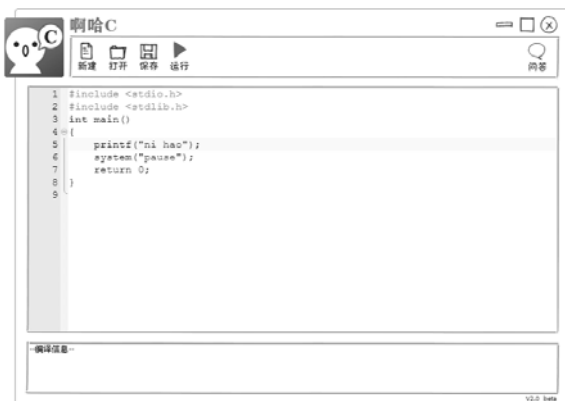 啊哈C
C
新建 打开 保存 运行
问答
1 #include <stdio.h>
2 #include <stdlib.h>
3 int main()
4 {
5 printf("ni hao");
6 system("pause");
7 return 0;
8 }
9
--编译信息--
V2.0 beta